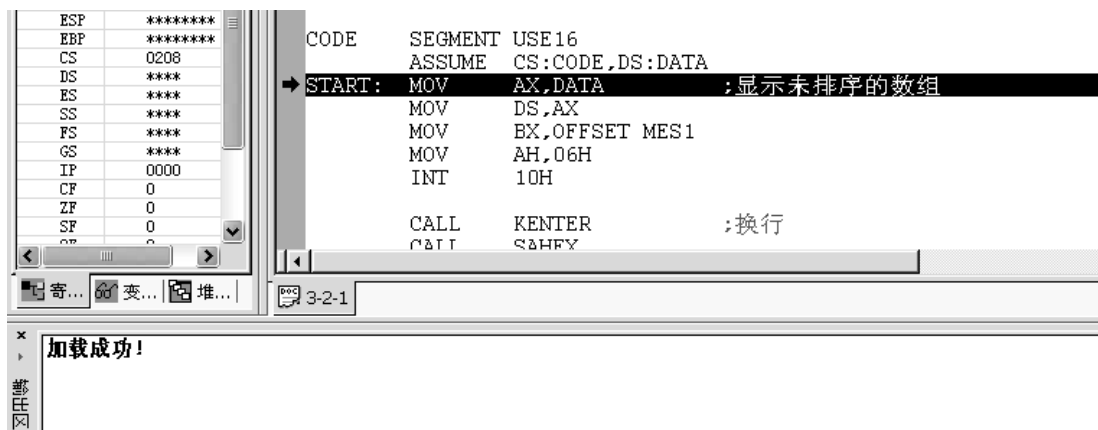 ESP ********
EBP ********
CS 0208
DS ****
ES ****
SS ****
FS ****
GS ****
IP 0000
CF 0
ZF 0
SF 0
寄... 变... 堆...
CODE SEGMENT USE16
ASSUME CS:CODE,DS:DATA
START: MOV AX,DATA ;显示未排序的数组
MOV DS,AX
MOV BX,OFFSET MES1
MOV AH,06H
INT 10H
CALL KENTER ;换行
CALL SAHEX
3-2-1
加载成功!